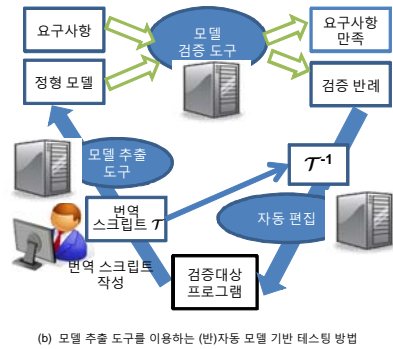 요구사항
모델
검증 도구
요구사항
만족
정형 모델
검증 반례
모델 추출
도구
𝒯⁻¹
번역
스크립트 𝒯
자동 편집
번역 스크립트
작성
검증대상
프로그램
(b) 모델 추출 도구를 이용하는 (반)자동 모델 기반 테스팅 방법